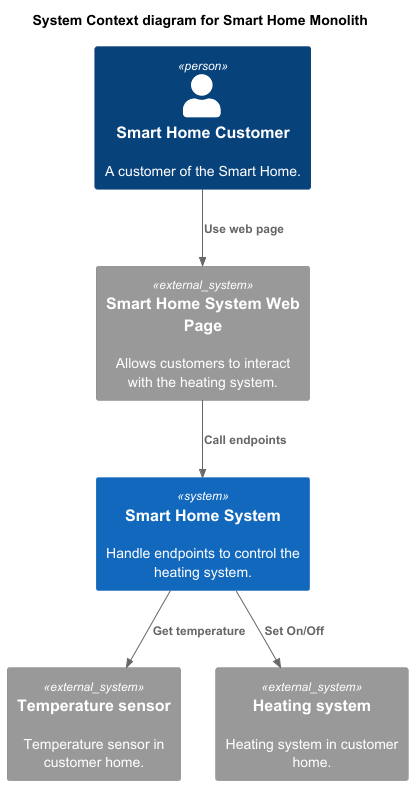 System Context diagram for Smart Home Monolith
«person»
Smart Home Customer
A customer of the Smart Home.
Use web page
«external_system»
Smart Home System Web
Page
Allows customers to interact
with the heating system.
Call endpoints
«system»
Smart Home System
Handle endpoints to control the
heating system.
Get temperature
Set On/Off
«external_system»
Temperature sensor
Temperature sensor in
customer home.
«external_system»
Heating system
Heating system in customer
home.